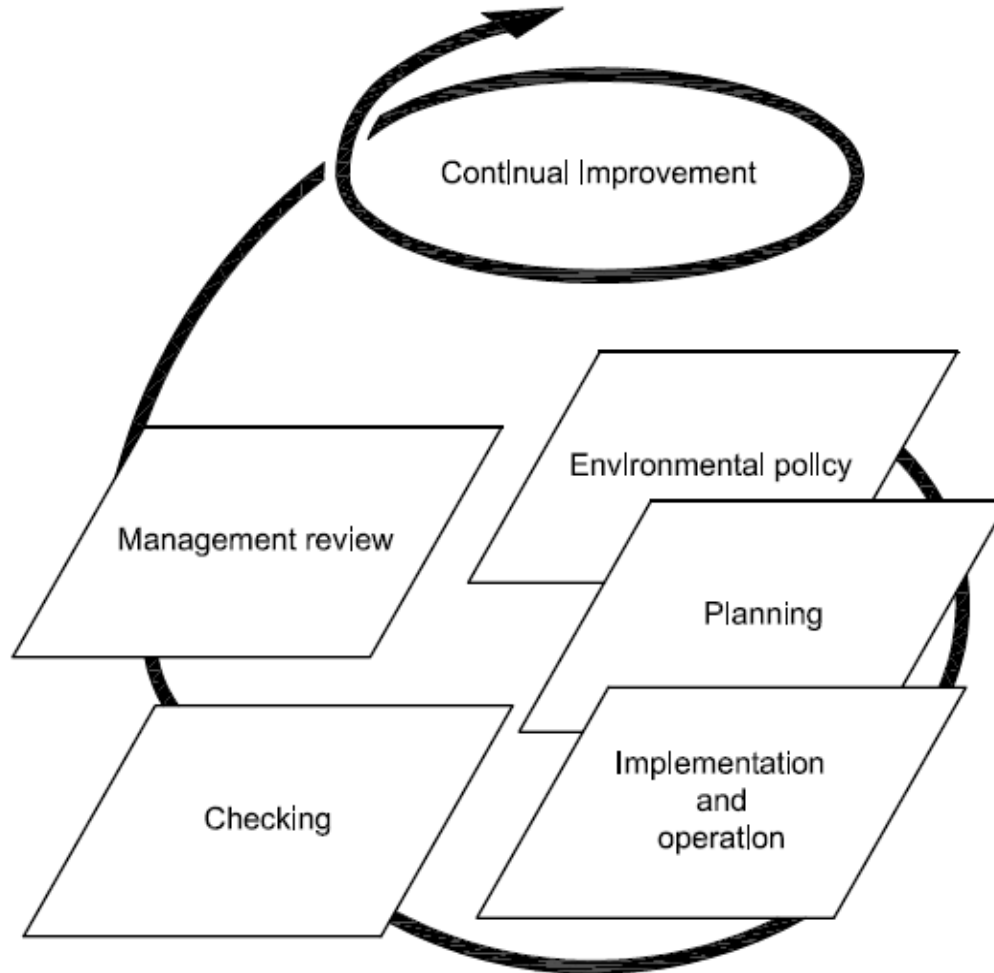 Continual Improvement
Environmental policy
Management review
Planning
Implementation
and
operation
Checking